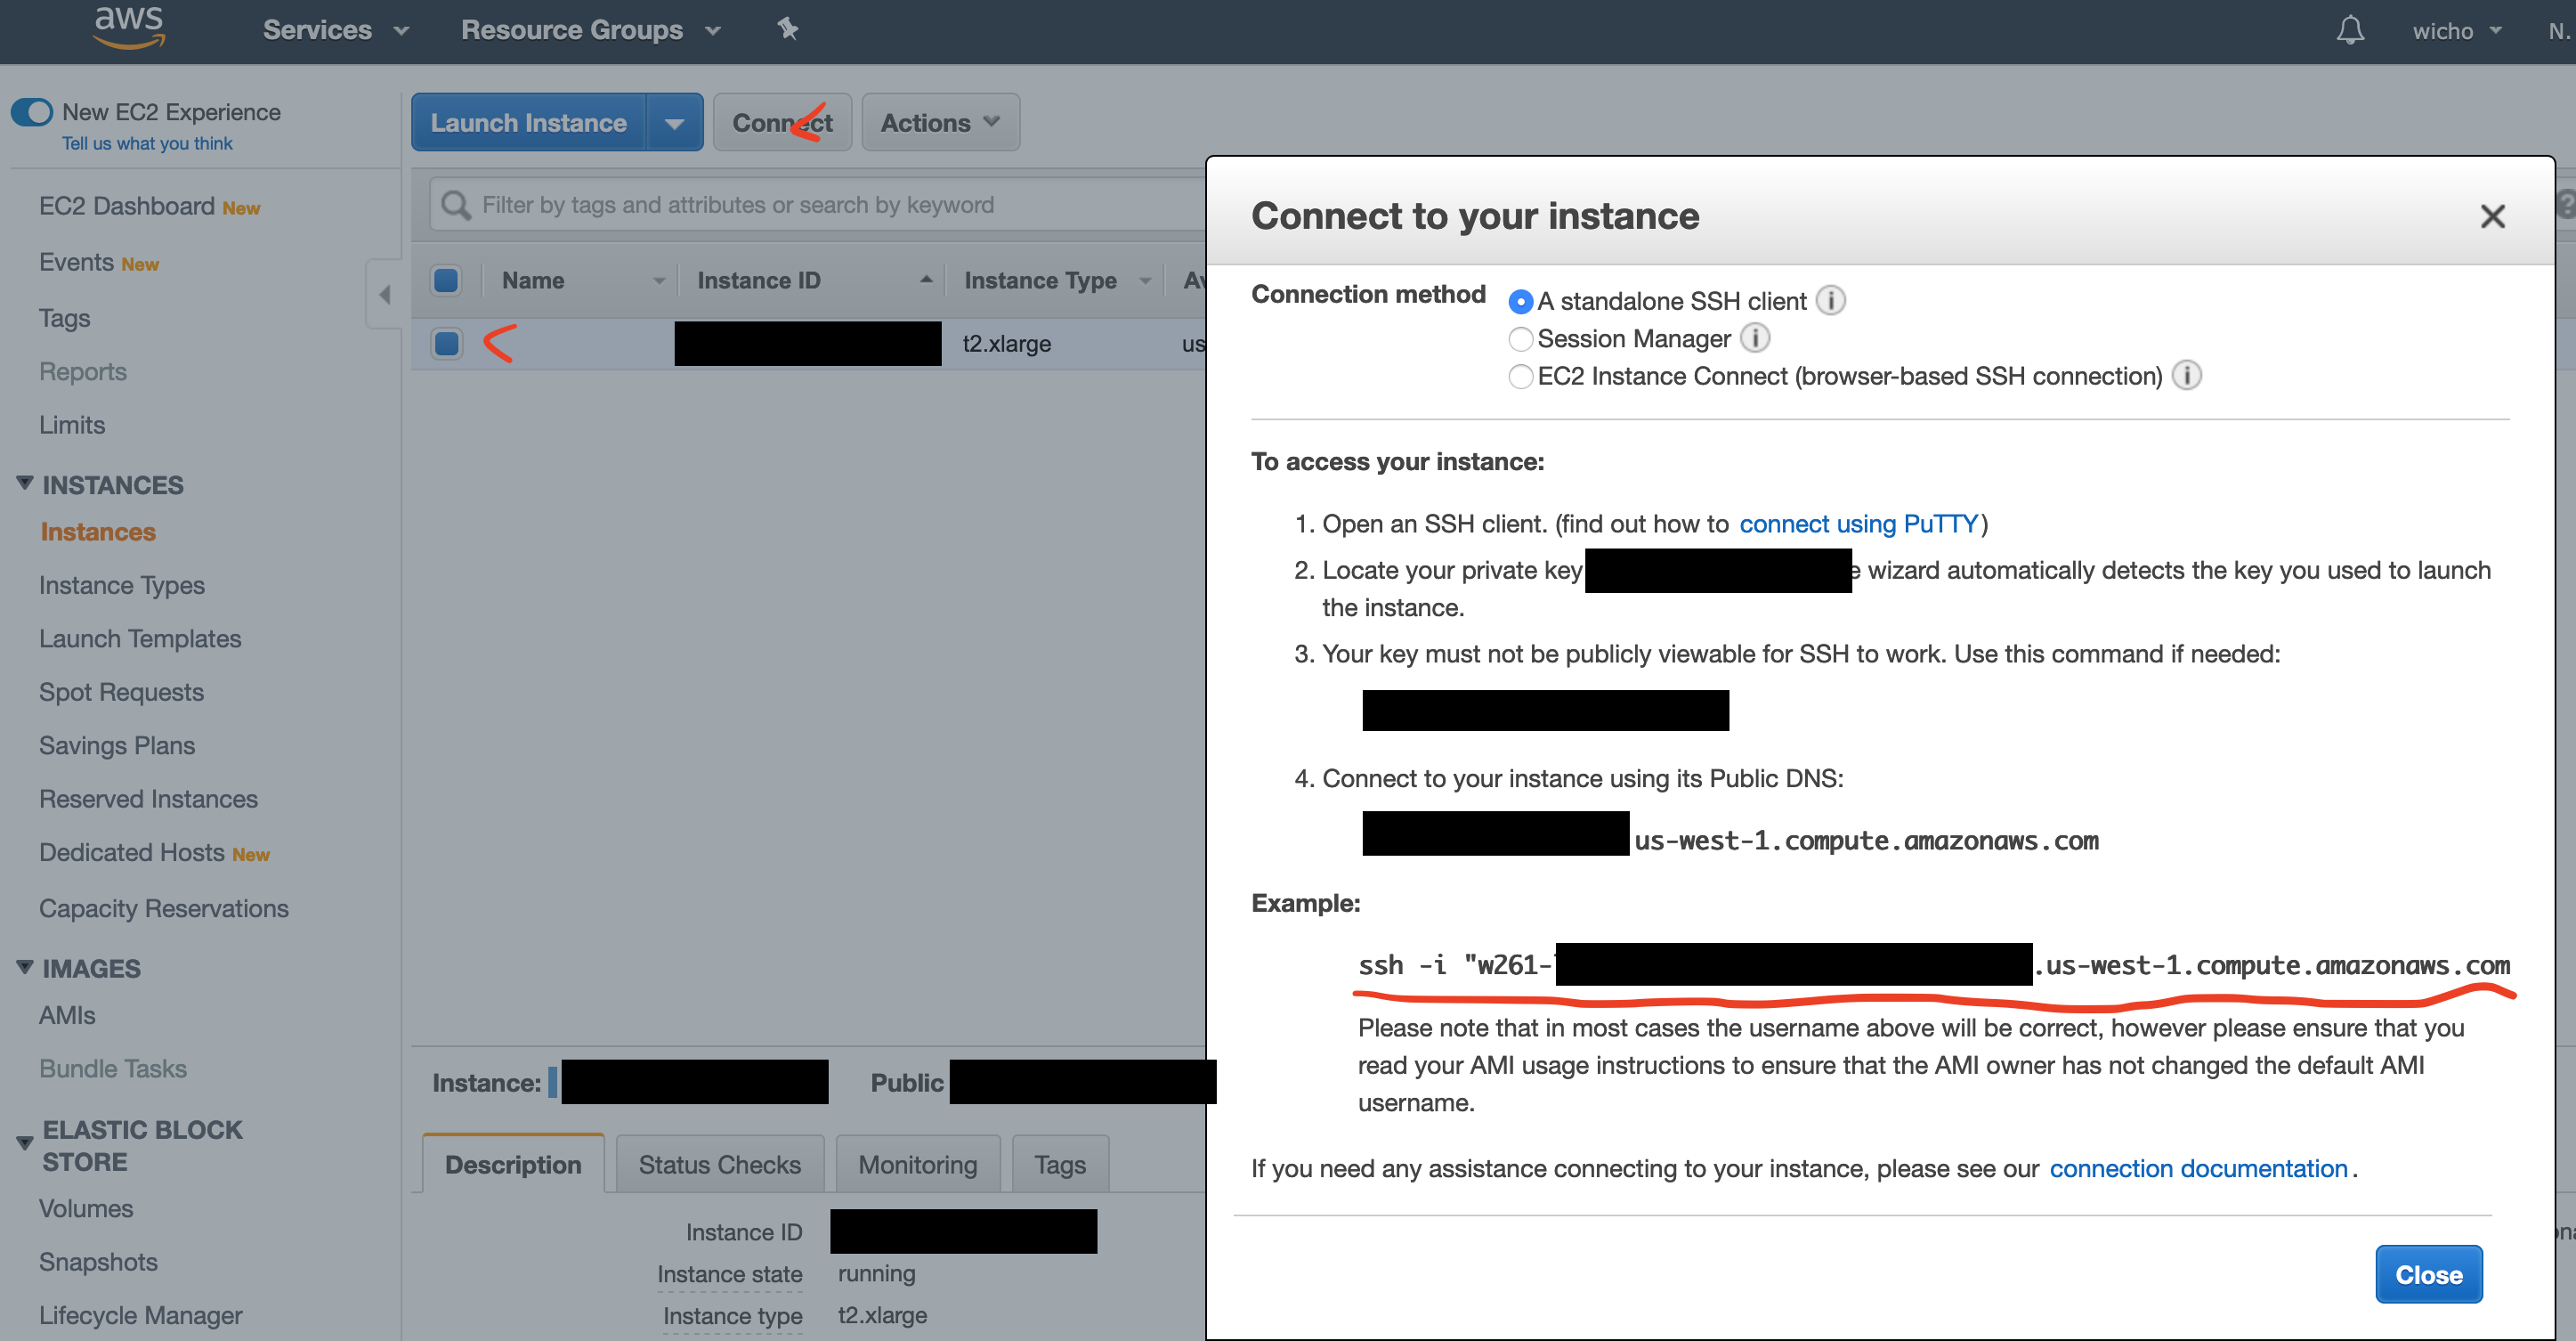 aws
Services
Resource Groups
wicho
N.
New EC2 Experience
Tell us what you think
EC2 Dashboard New
Events New
Tags
Reports
Limits
INSTANCES
Instances
Instance Types
Launch Templates
Spot Requests
Savings Plans
Reserved Instances
Dedicated Hosts New
Capacity Reservations
IMAGES
AMIs
Bundle Tasks
ELASTIC BLOCK
STORE
Volumes
Snapshots
Lifecycle Manager
Launch Instance
Connect
Actions
Filter by tags and attributes or search by keyword
Name
Instance ID
Instance Type
t2.xlarge
us
Instance:
Public
Description
Status Checks
Monitoring
Tags
Instance ID
Instance state
running
Instance type
t2.xlarge
Connect to your instance
Connection method
A standalone SSH client
Session Manager
EC2 Instance Connect (browser-based SSH connection)
To access your instance:
1. Open an SSH client. (find out how to connect using PuTTY)
2. Locate your private key e wizard automatically detects the key you used to launch
the instance.
3. Your key must not be publicly viewable for SSH to work. Use this command if needed:
4. Connect to your instance using its Public DNS:
us-west-1.compute.amazonaws.com
Example:
ssh -i "w261- .us-west-1.compute.amazonaws.com
Please note that in most cases the username above will be correct, however please ensure that you
read your AMI usage instructions to ensure that the AMI owner has not changed the default AMI
username.
If you need any assistance connecting to your instance, please see our connection documentation.
Close